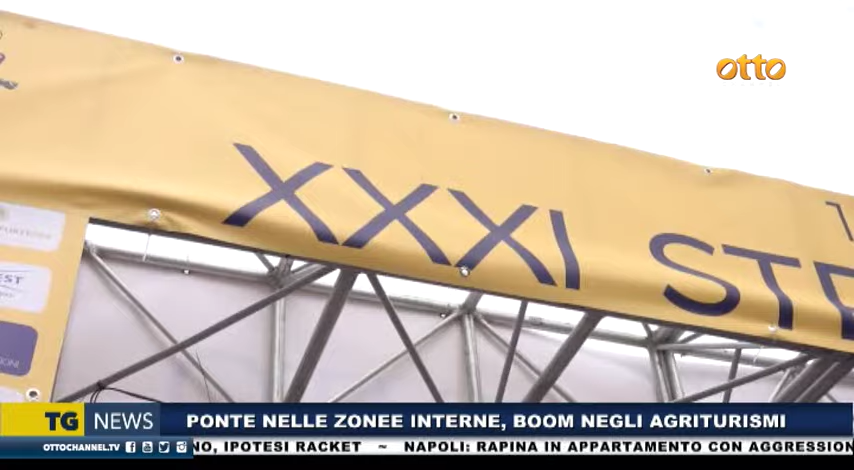 otto
XXXI STR
EST
TG NEWS
PONTE NELLE ZONEE INTERNE, BOOM NEGLI AGRITURISMI
OTTOCHANNEL.TV
NO, IPOTESI RACKET ~ NAPOLI: RAPINA IN APPARTAMENTO CON AGGRESSION